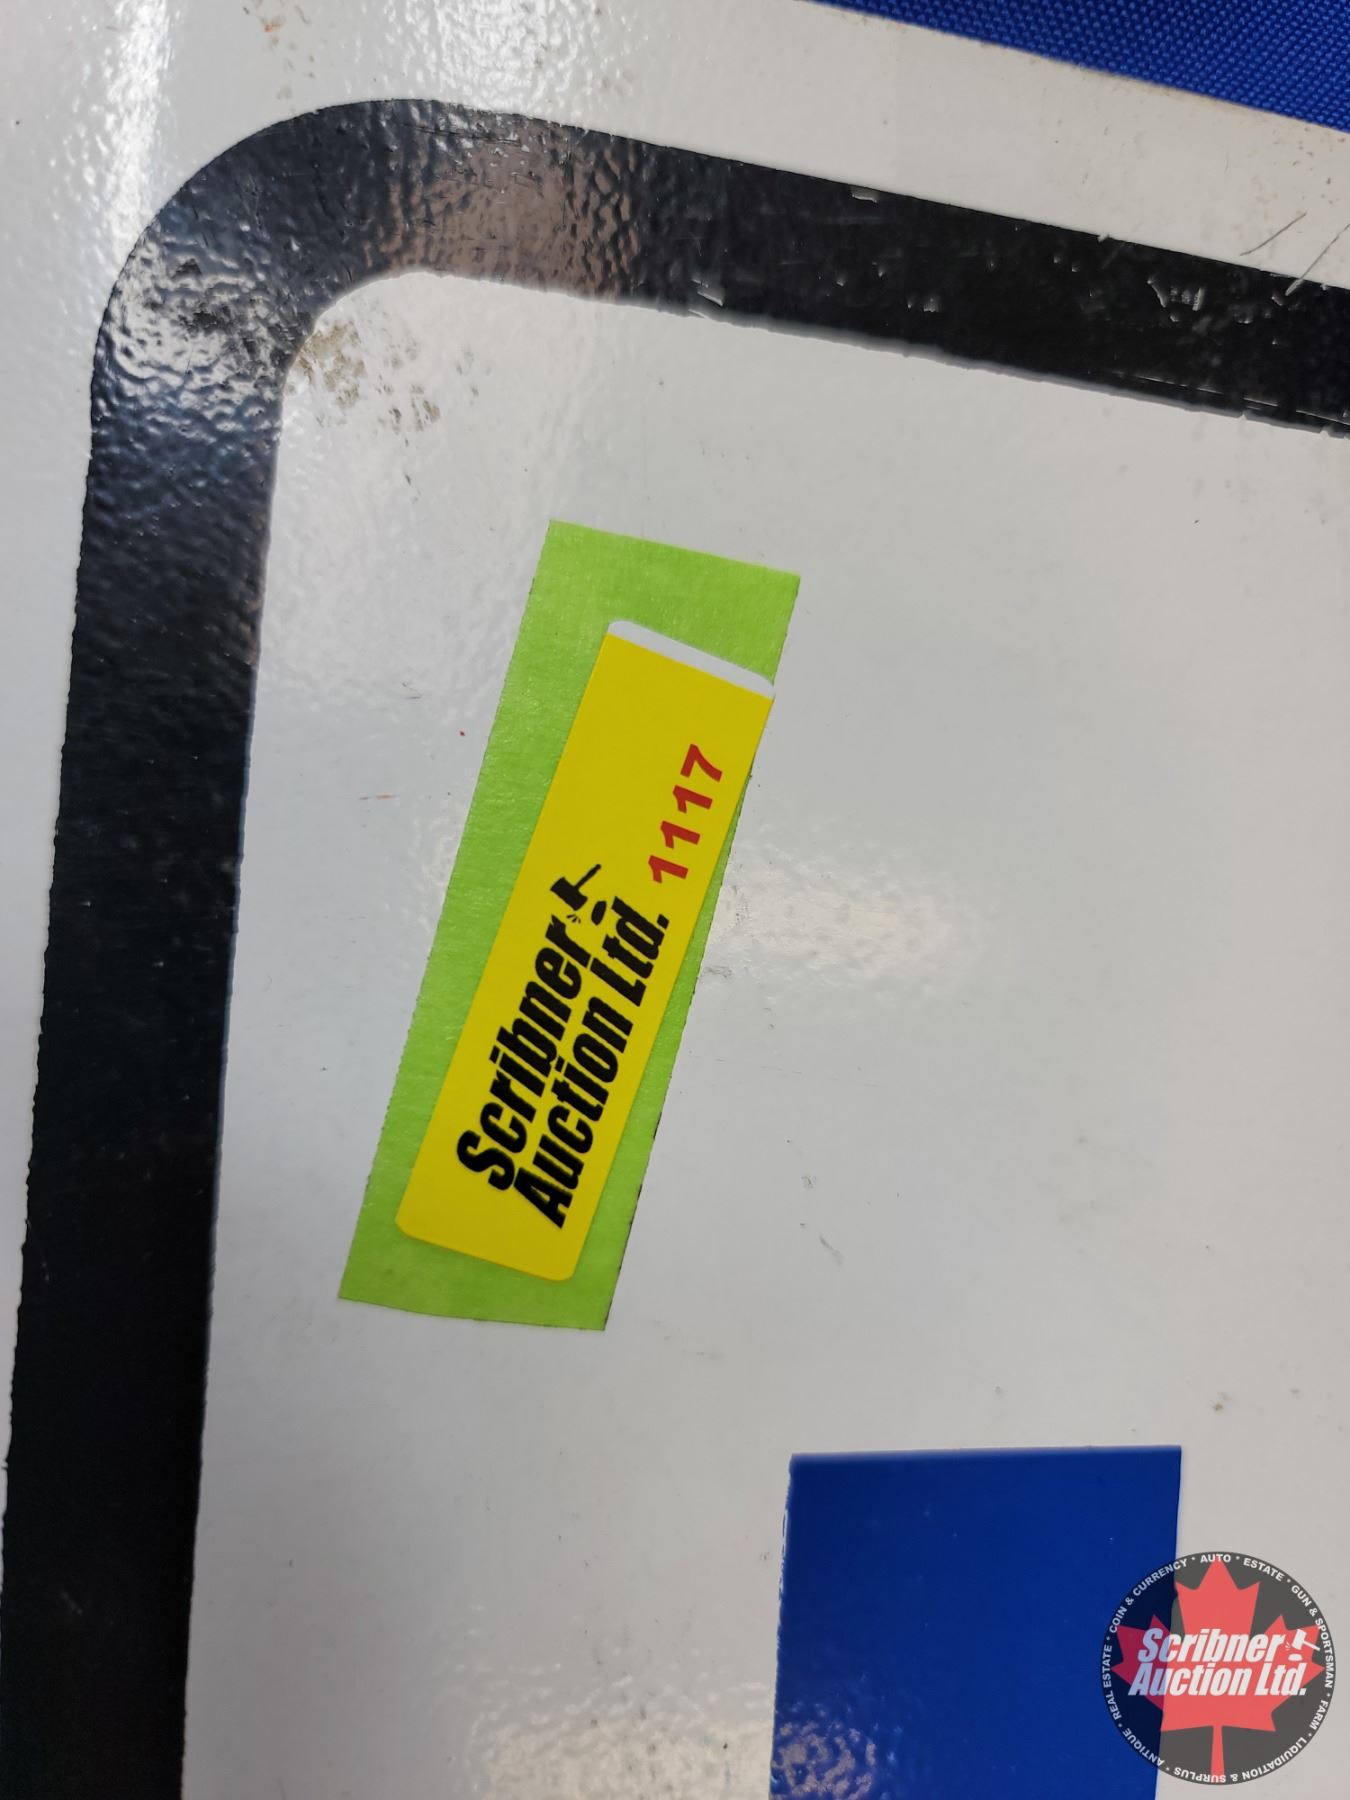 Scribner
Auction Ltd.
1117
REAL ESTATE • COIN & CURRENCY • AUTO • ESTATE • GUN & SPORTSMAN • FARM • LIQUIDATION & SURPLUS • ANTIQUE •
Scribner
Auction Ltd.